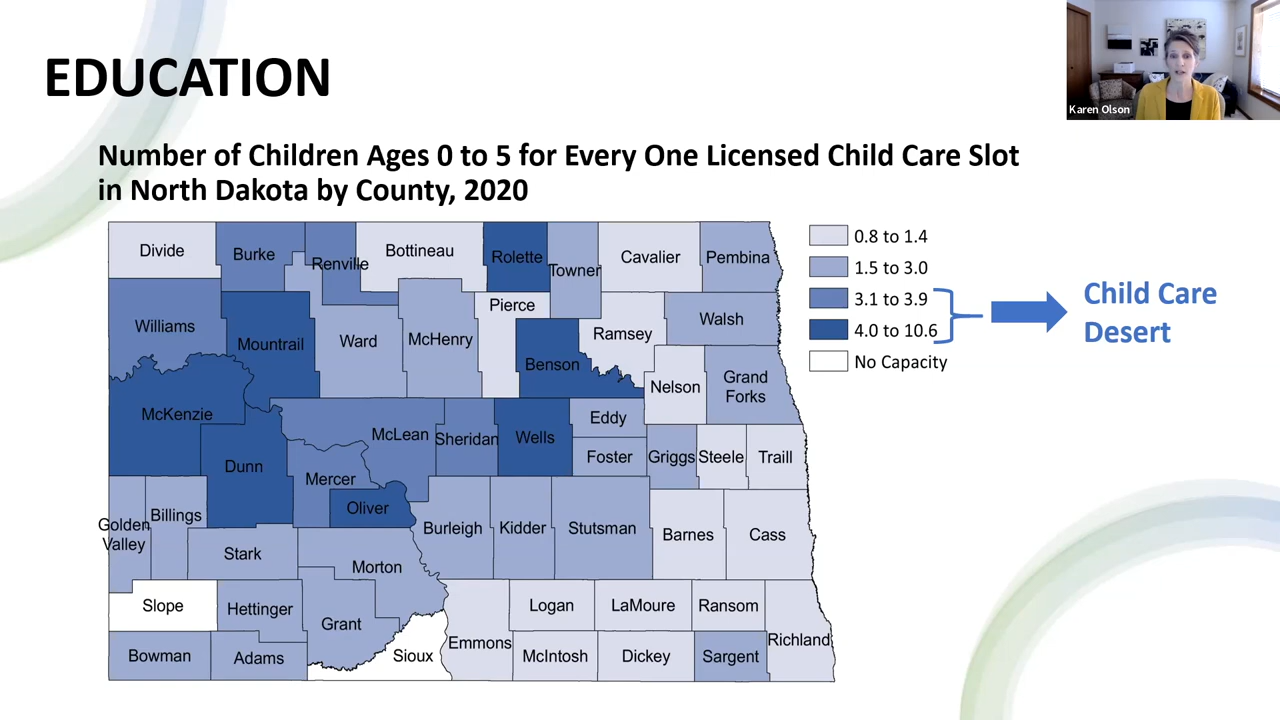 EDUCATION
Karen Olson
Number of Children Ages 0 to 5 for Every One Licensed Child Care Slot
in North Dakota by County, 2020
Divide
Burke
Renville
Bottineau
Rolette
Towner
Cavalier
Pembina
Williams
Mountrail
Ward
McHenry
Pierce
Benson
Ramsey
Walsh
Nelson
Grand
Forks
McKenzie
Dunn
McLean
Sheridan
Wells
Eddy
Foster
Griggs
Steele
Traill
Mercer
Oliver
Golden
Valley
Billings
Stark
Morton
Burleigh
Kidder
Stutsman
Barnes
Cass
Slope
Hettinger
Grant
Bowman
Adams
Sioux
Emmons
Logan
LaMoure
Ransom
Richland
McIntosh
Dickey
Sargent
0.8 to 1.4
1.5 to 3.0
3.1 to 3.9
4.0 to 10.6
No Capacity
Child Care
Desert